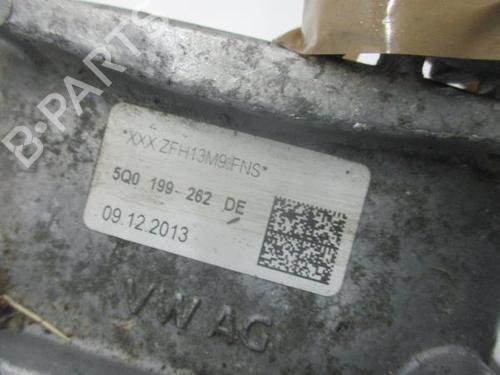 B-PARTS
*XXX ZFH13M9.FNS*
5Q0 199 262 DE
09.12.2013
VW AG